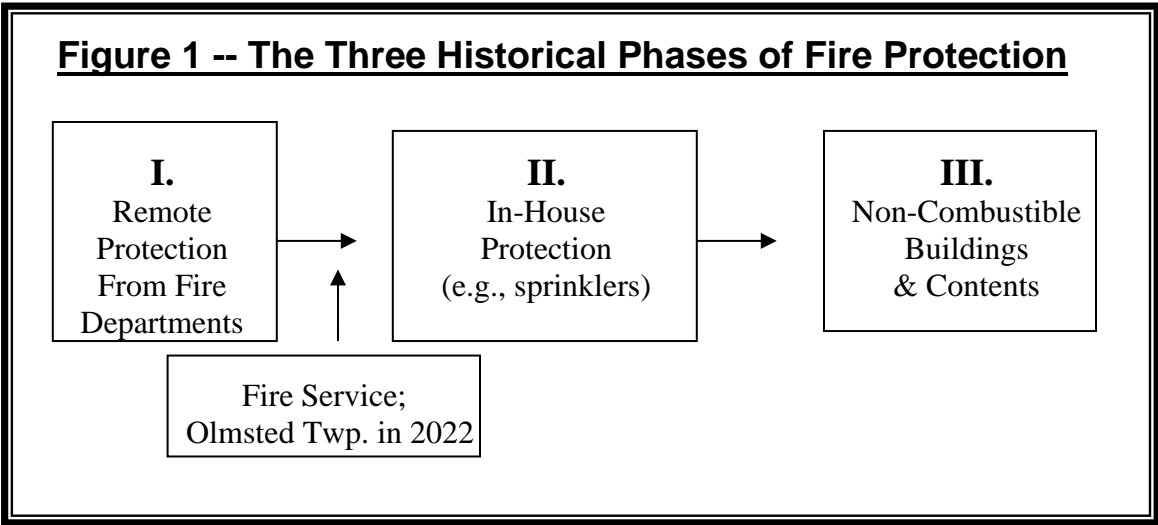 Figure 1 -- The Three Historical Phases of Fire Protection
I.
Remote
Protection
From Fire
Departments
II.
In-House
Protection
(e.g., sprinklers)
III.
Non-Combustible
Buildings
& Contents
Fire Service;
Olmsted Twp. in 2022